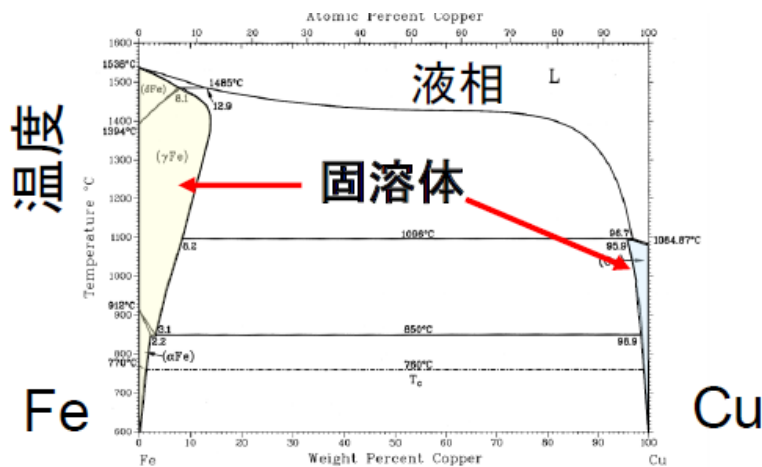 Atomic Percent Copper
0 10 20 30 40 50 60 70 80 90 100
1600
1536°C
1500
1485°C
液相
L
(δFe)
8.1
12.9
1400
1394°C
温度
Temperature °C
1300
(γFe)
固溶体
1200
1100
1096°C
96.7
95.9
1084.87°C
8.2
1000
912°C
900
3.1
850°C
2.2
98.9
800
(αFe)
770°C
760°C
Tc
700
Fe
Cu
600
0 10 20 30 40 50 60 70 80 90 100
Fe
Weight Percent Copper
Cu